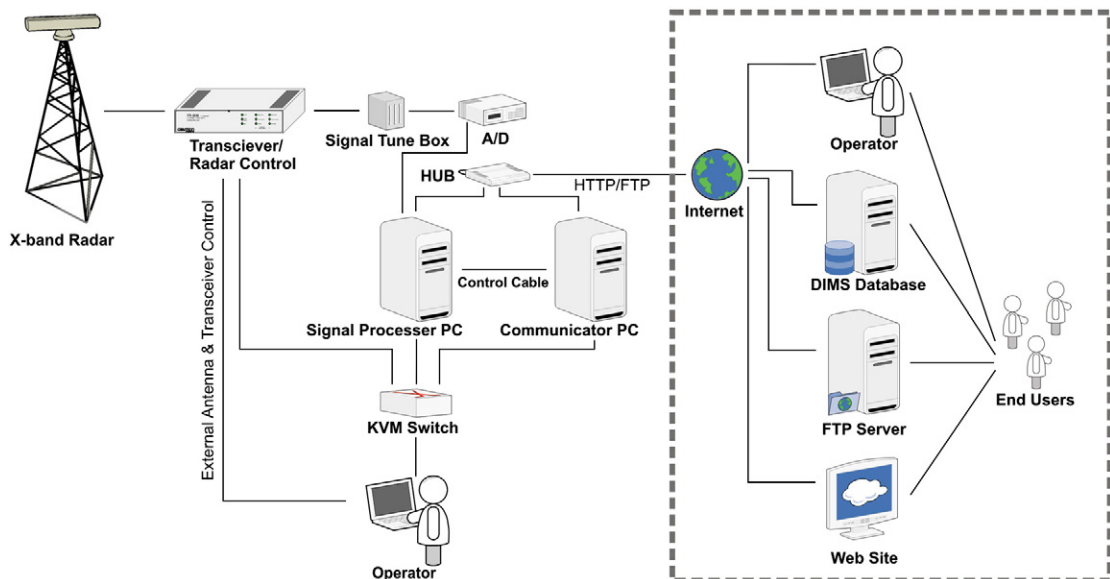 X-band Radar
Transciever/
Radar Control
Signal Tune Box
A/D
HUB
HTTP/FTP
Internet
Operator
DIMS Database
FTP Server
Web Site
End Users
Signal Processer PC
Control Cable
Communicator PC
External Antenna & Transceiver Control
KVM Switch
Operator